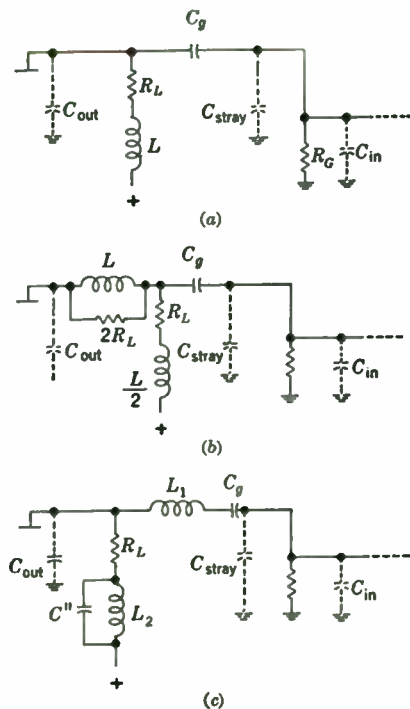 C_g
C_out
R_L
C_stray
L
R_G
C_in
+
(a)
L
C_g
2R_L
R_L
C_out
C_stray
L/2
C_in
+
(b)
L_1
C_g
R_L
C_out
C_stray
C"
L_2
C_in
+
(c)